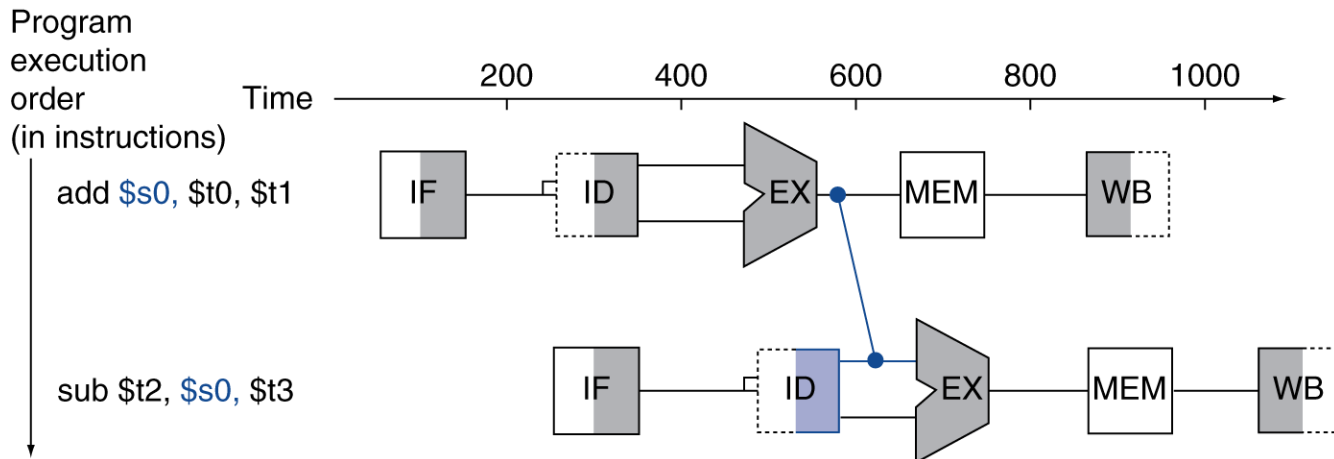 Program
execution
order
(in instructions)
Time
200 400 600 800 1000
add $s0, $t0, $t1
IF ID EX MEM WB
sub $t2, $s0, $t3
IF ID EX MEM WB